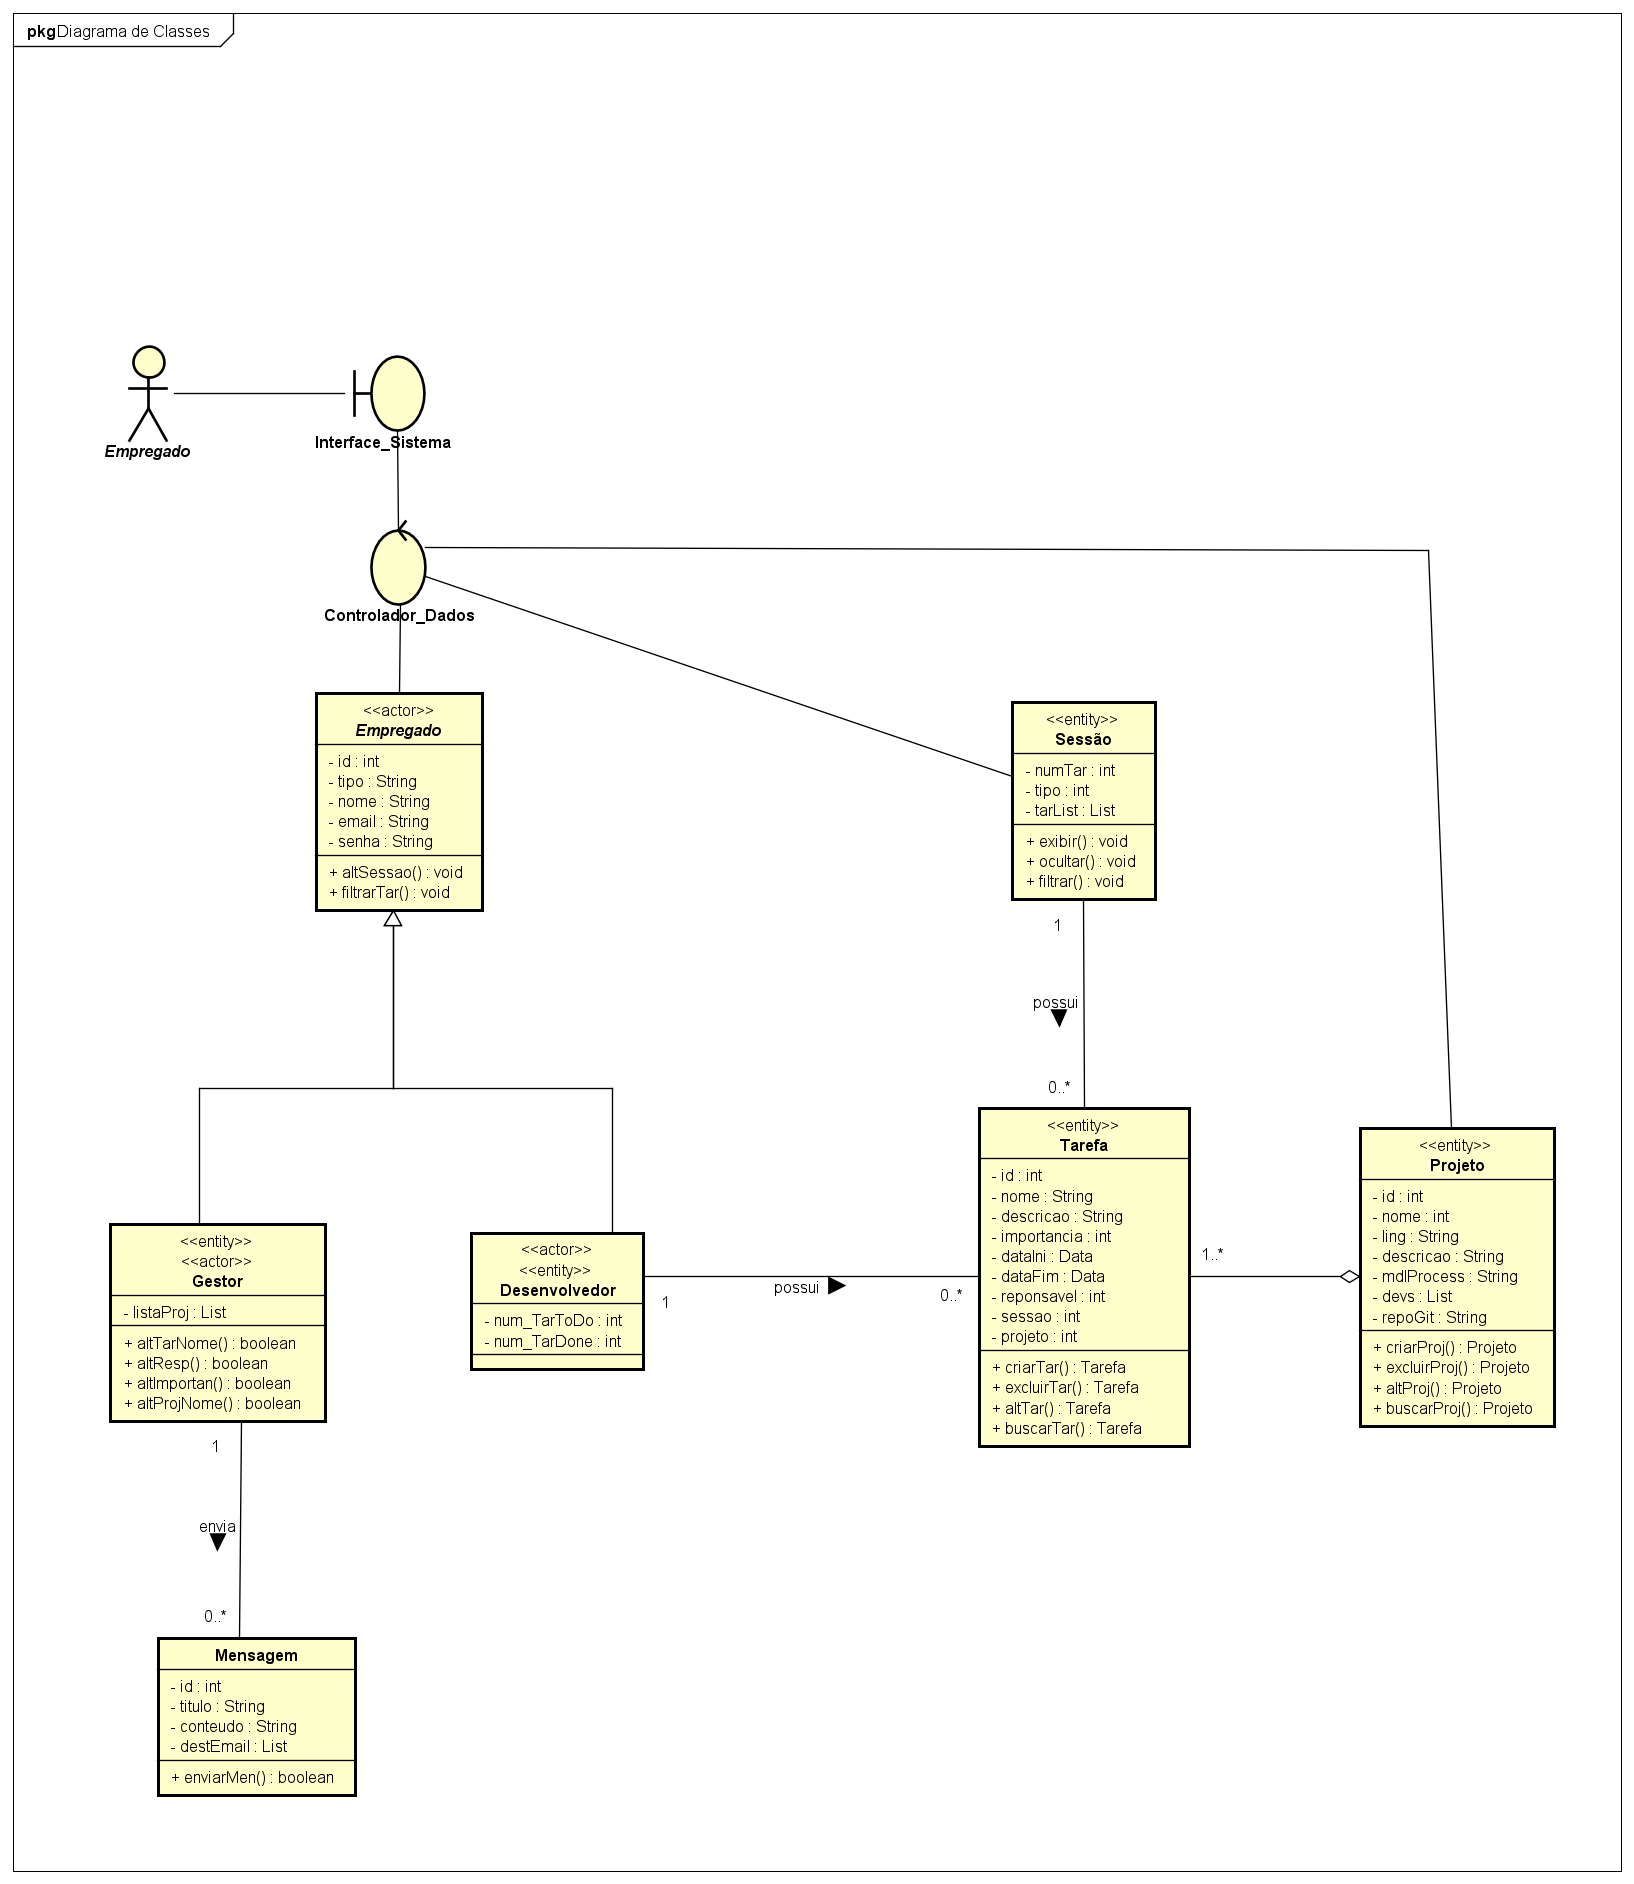 pkg Diagrama de Classes
Empregado
Interface_Sistema
Controlador_Dados
<<actor>>
Empregado
- id : int
- tipo : String
- nome : String
- email : String
- senha : String
+ altSessao() : void
+ filtrarTar() : void
<<entity>>
Sessão
- numTar : int
- tipo : int
- tarList : List
+ exibir() : void
+ ocultar() : void
+ filtrar() : void
1
possui
0..*
<<entity>>
Tarefa
- id : int
- nome : String
- descricao : String
- importancia : int
- dataIni : Data
- dataFim : Data
- reponsavel : int
- sessao : int
- projeto : int
+ criarTar() : Tarefa
+ excluirTar() : Tarefa
+ altTar() : Tarefa
+ buscarTar() : Tarefa
1..*
<<entity>>
Projeto
- id : int
- nome : int
- ling : String
- descricao : String
- mdlProcess : String
- devs : List
- repoGit : String
+ criarProj() : Projeto
+ excluirProj() : Projeto
+ altProj() : Projeto
+ buscarProj() : Projeto
<<entity>>
<<actor>>
Gestor
- listaProj : List
+ altTarNome() : boolean
+ altResp() : boolean
+ altImportan() : boolean
+ altProjNome() : boolean
<<actor>>
<<entity>>
Desenvolvedor
- num_TarToDo : int
- num_TarDone : int
1
possui
0..*
1
envia
0..*
Mensagem
- id : int
- titulo : String
- conteudo : String
- destEmail : List
+ enviarMen() : boolean